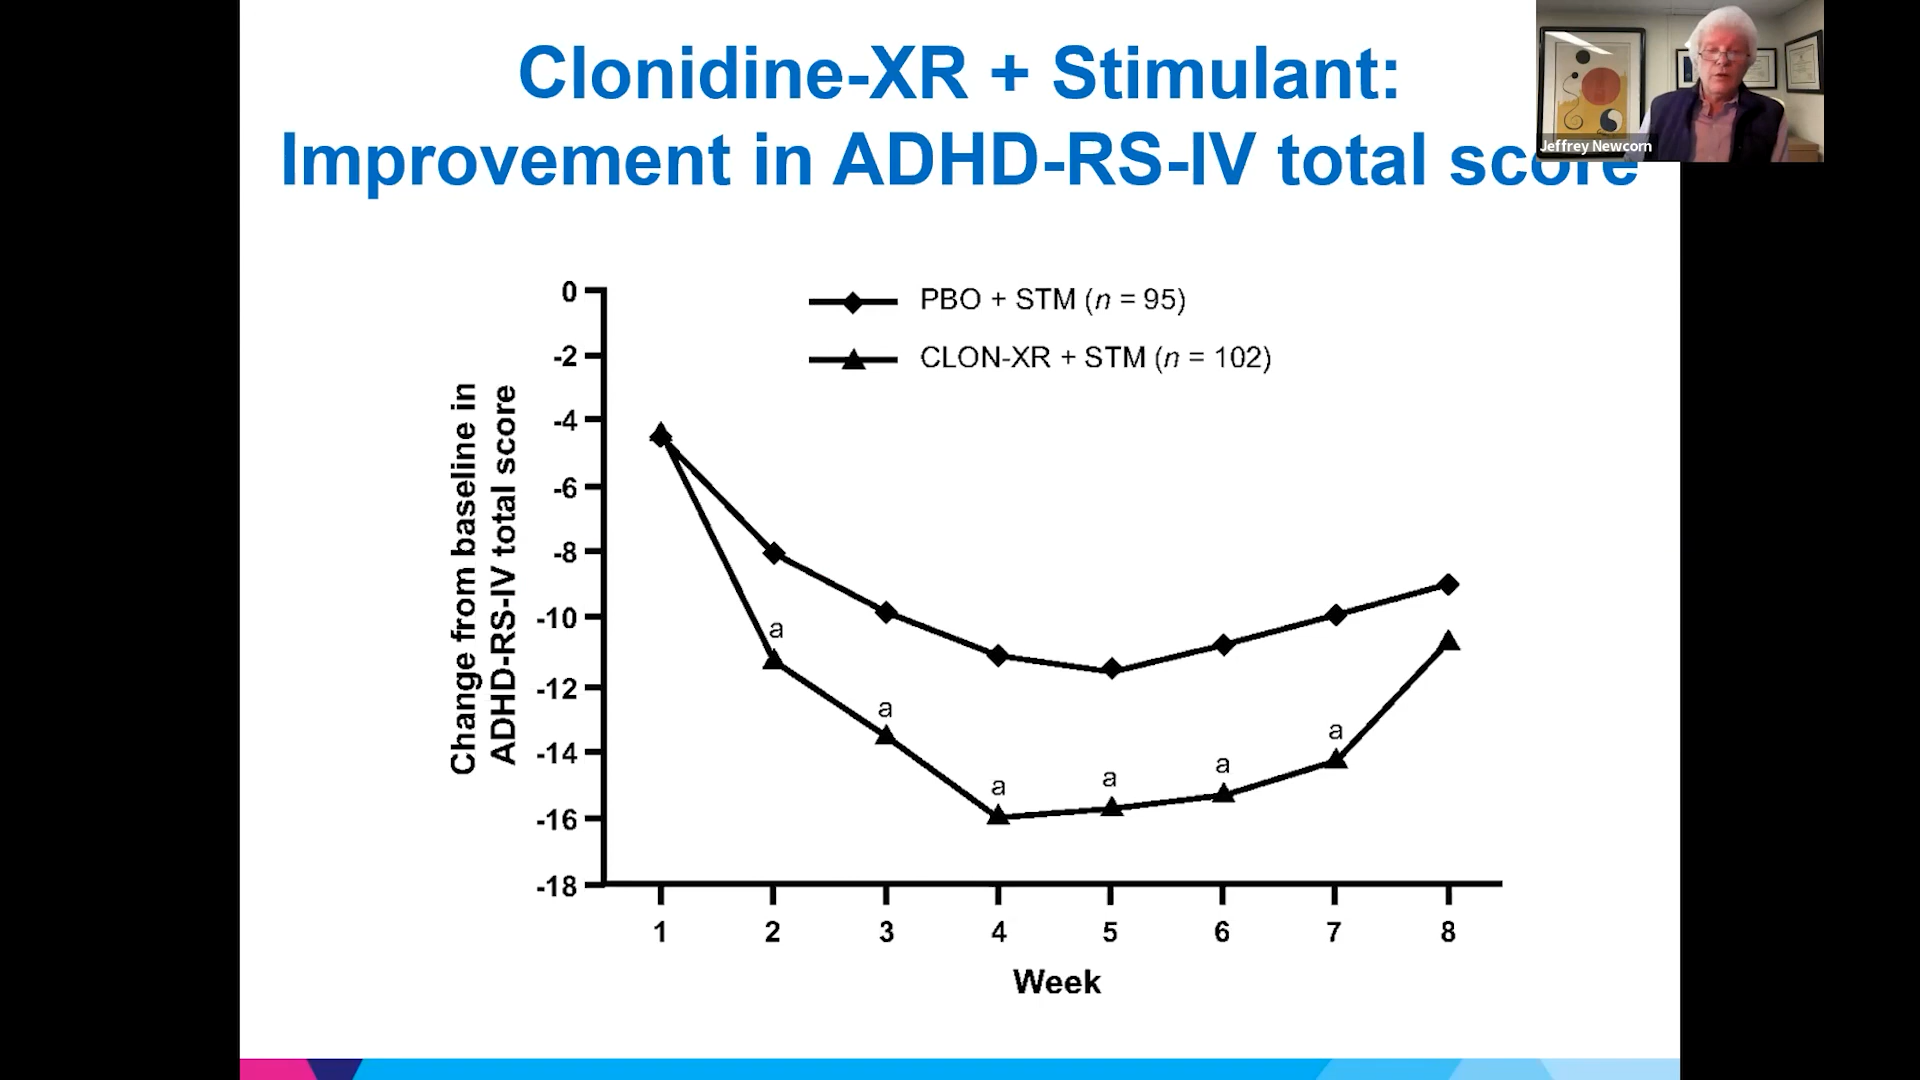 Clonidine-XR + Stimulant:
Improvement in ADHD-RS-IV total score
Jeffrey Newcorn
PBO + STM (n = 95)
CLON-XR + STM (n = 102)
Change from baseline in
ADHD-RS-IV total score
0
-2
-4
-6
-8
-10
-12
-14
-16
-18
a
a
a
a
a
a
1 2 3 4 5 6 7 8
Week